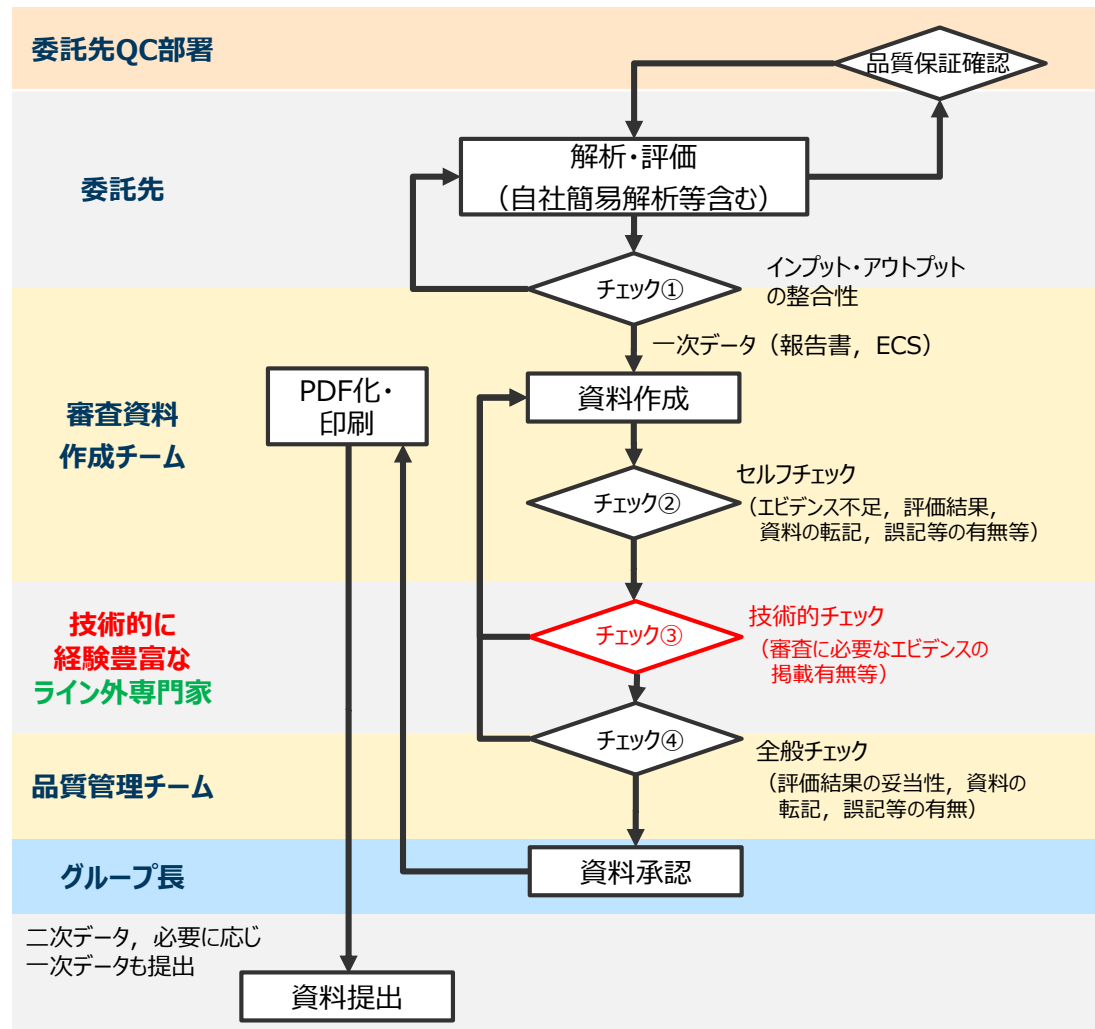 委託先QC部署
品質保証確認
委託先
解析・評価
（自社簡易解析等含む）
チェック①
インプット・アウトプット
の整合性
一次データ（報告書，ECS）
審査資料
作成チーム
PDF化・
印刷
資料作成
チェック②
セルフチェック
（エビデンス不足，評価結果，
資料の転記，誤記等の有無等）
技術的に
経験豊富な
ライン外専門家
チェック③
技術的チェック
（審査に必要なエビデンスの
掲載有無等）
チェック④
全般チェック
（評価結果の妥当性，資料の
転記，誤記等の有無）
品質管理チーム
グループ長
資料承認
二次データ，必要に応じ
一次データも提出
資料提出